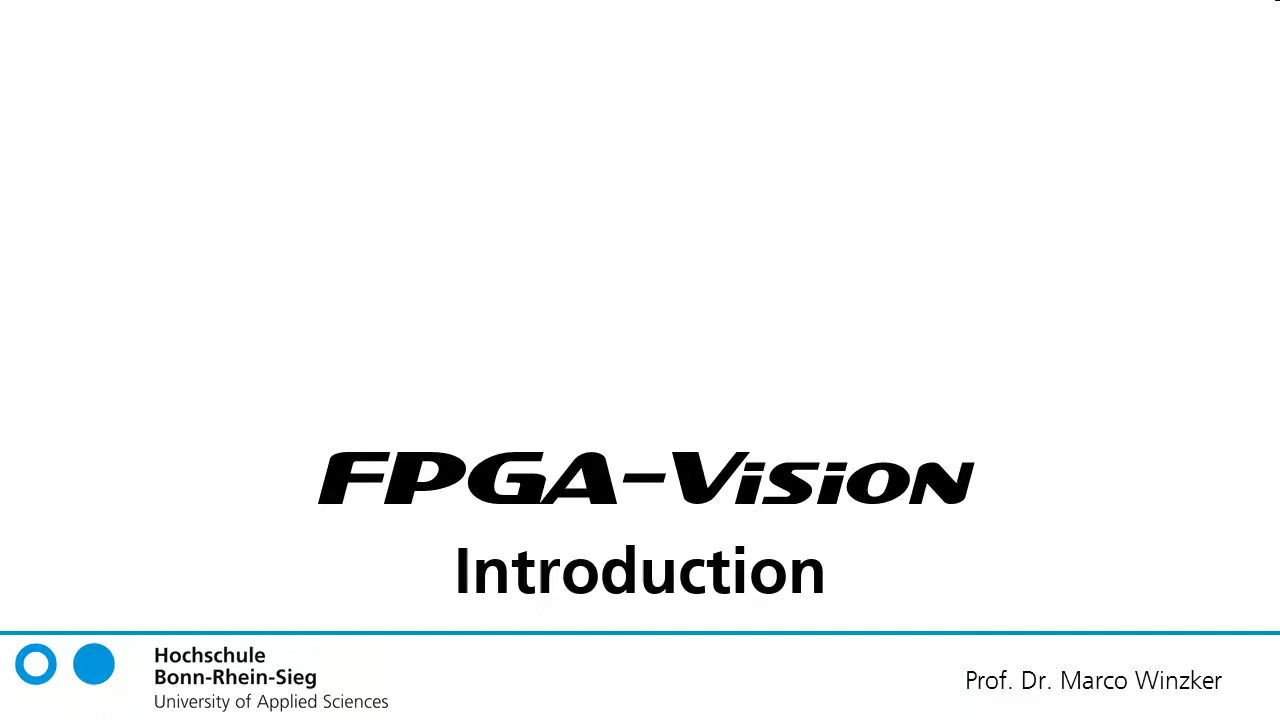 FPGA-Vision
Introduction
Hochschule
Bonn-Rhein-Sieg
University of Applied Sciences
Prof. Dr. Marco Winzker